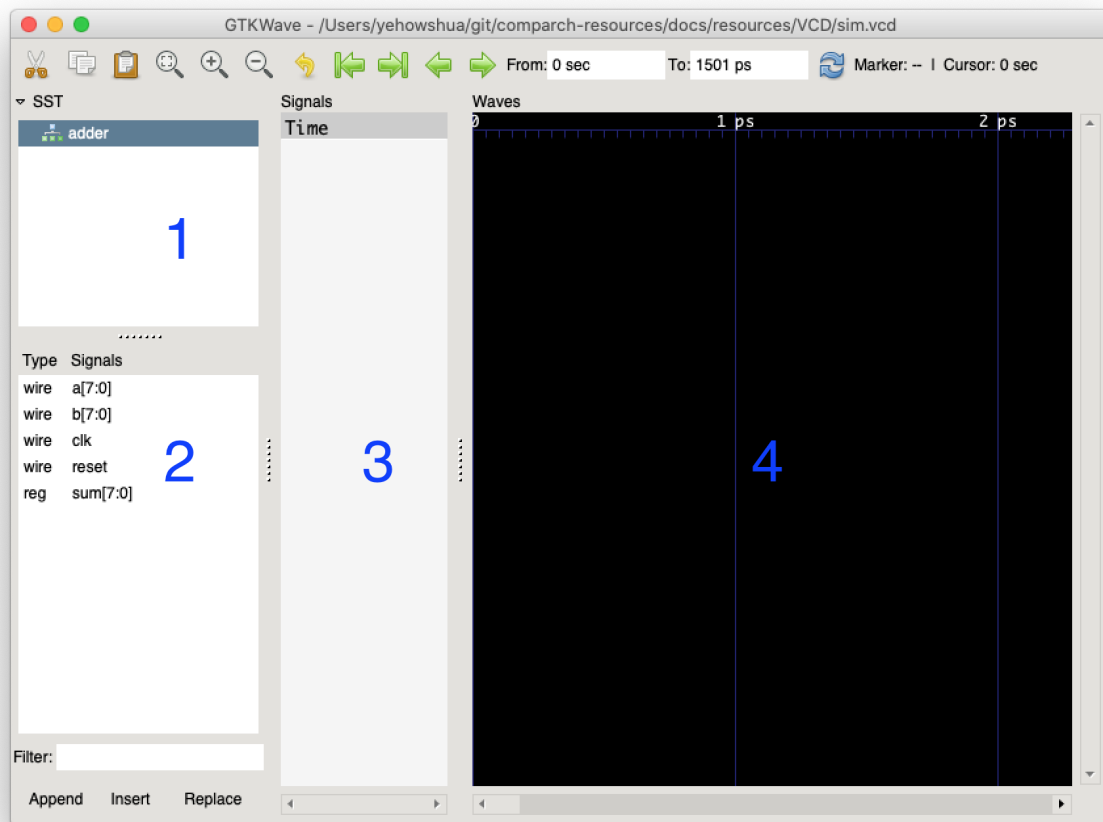 GTKWave - /Users/yehowshua/git/comparch-resources/docs/resources/VCD/sim.vcd
From: 0 sec To: 1501 ps Marker: -- | Cursor: 0 sec
SST
adder
1
Type Signals
wire a[7:0]
wire b[7:0]
wire clk
wire reset
reg sum[7:0]
2
Filter:
Append Insert Replace
Signals
Time
3
Waves
0 1 ps 2 ps
4